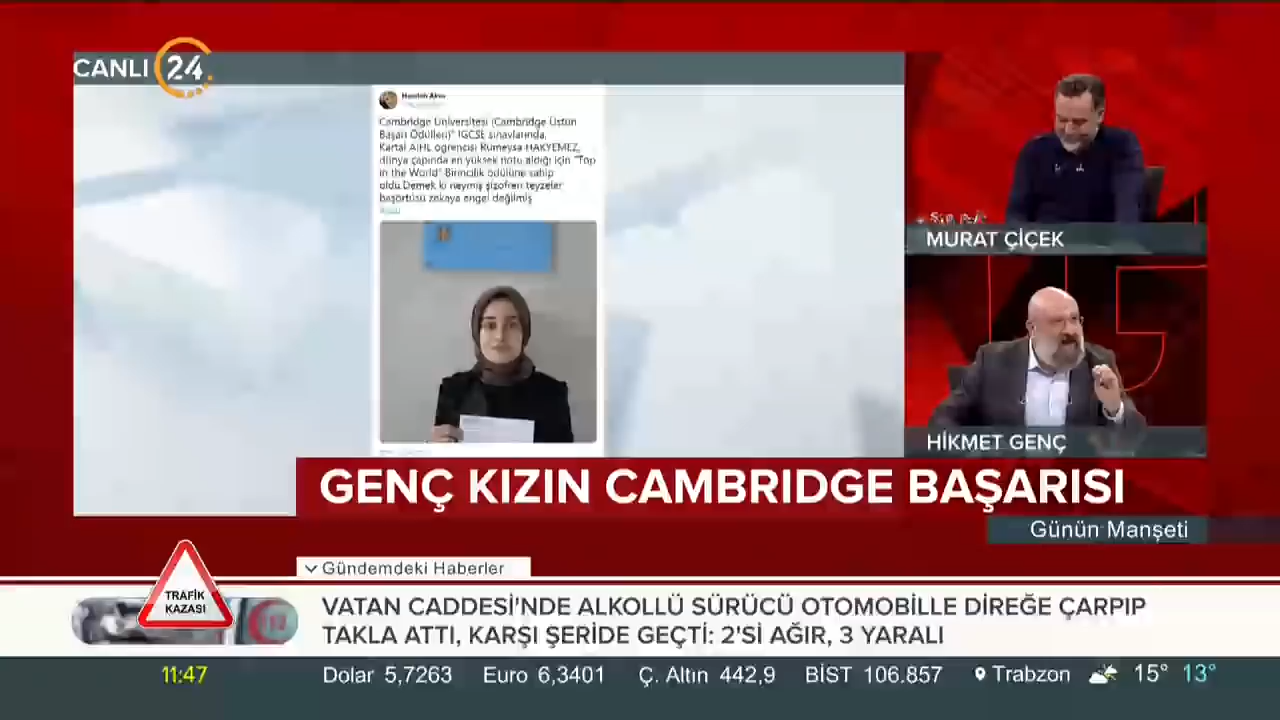 CANLI 24
Cambridge Üniversitesi (Cambridge Üstün
Başarı Ödülleri)" IGCSE sınavlarında,
Kartal AİHL öğrencisi Rümeysa HAKYEMEZ,
dünya çapında en yüksek notu aldığı için "Top
in the World" Birincilik ödülüne sahip
oldu.Demek ki neymiş şizofren teyzeler
başörtüsü zekaya engel değilmiş
MURAT ÇİÇEK
HİKMET GENÇ
GENÇ KIZIN CAMBRIDGE BAŞARISI
Günün Manşeti
Gündemdeki Haberler
TRAFİK
KAZASI
VATAN CADDESİ'NDE ALKOLLÜ SÜRÜCÜ OTOMOBİLLE DİREĞE ÇARPIP
TAKLA ATTI, KARŞI ŞERİDE GEÇTİ: 2'Sİ AĞIR, 3 YARALI
11:47 Dolar 5,7263 Euro 6,3401 Ç. Altın 442,9 BİST 106.857 Trabzon 15° 13°